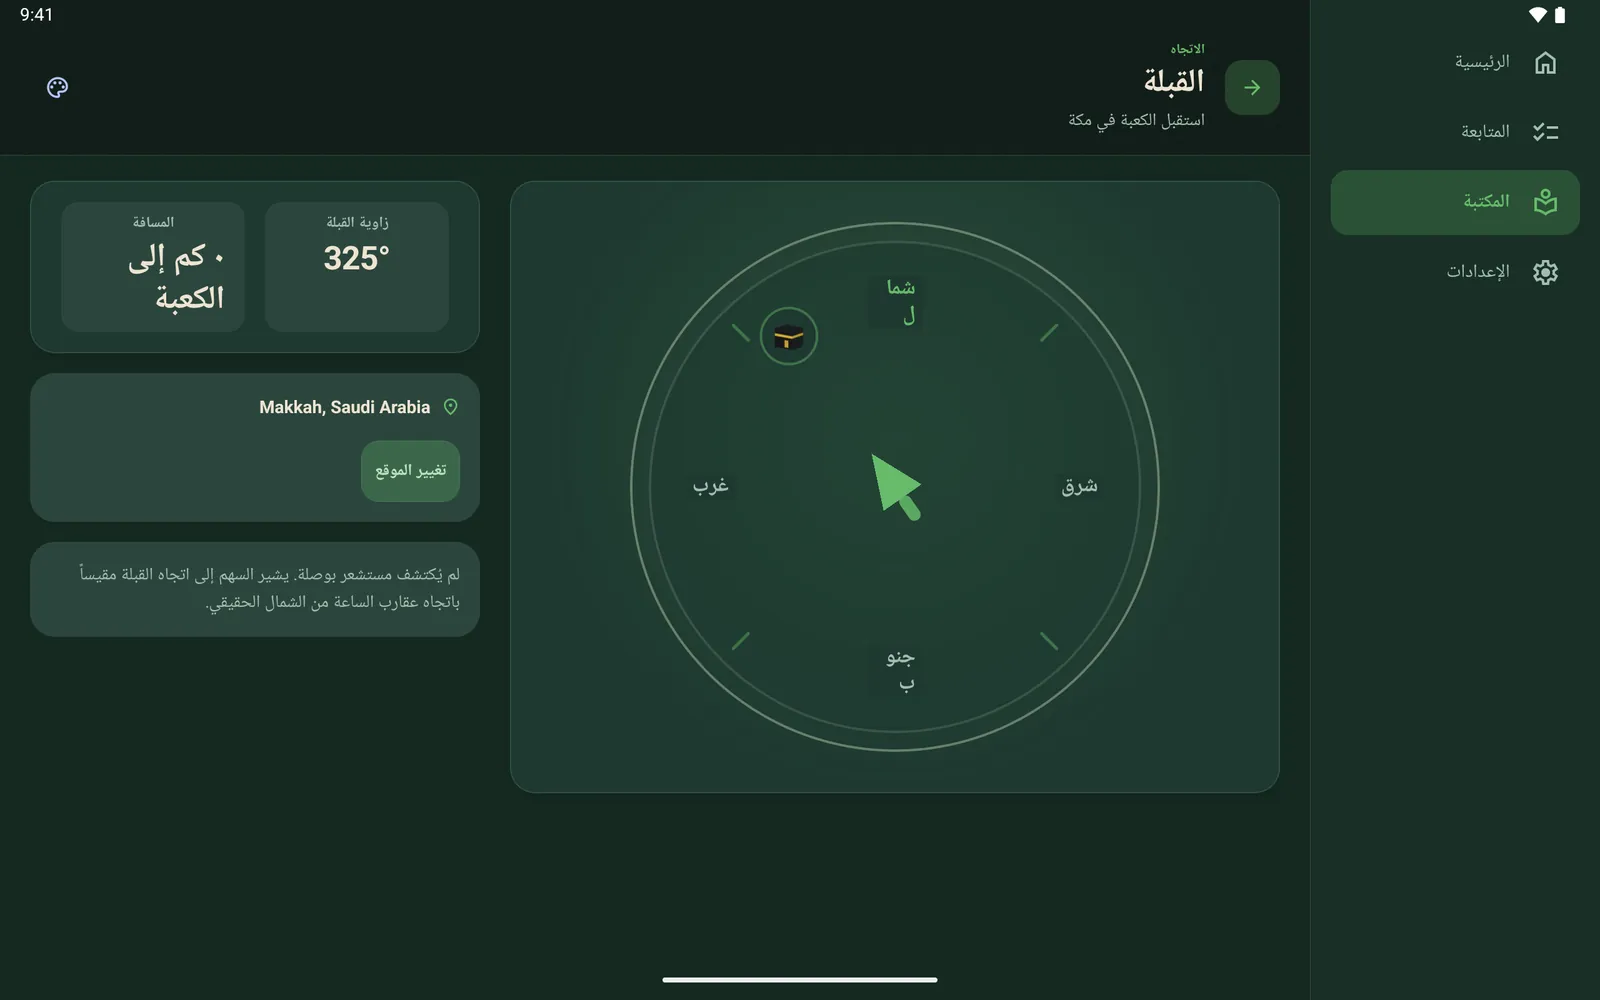 9:41
الرئيسية
المتابعة
المكتبة
الإعدادات
الاتجاه
القبلة
استقبل الكعبة في مكة
شما
ل
شرق
غرب
جنو
ب
زاوية القبلة
325°
المسافة
٠ كم إلى
الكعبة
Makkah, Saudi Arabia
تغيير الموقع
لم يُكتشف مستشعر بوصلة. يشير السهم إلى اتجاه القبلة مقيساً
باتجاه عقارب الساعة من الشمال الحقيقي.